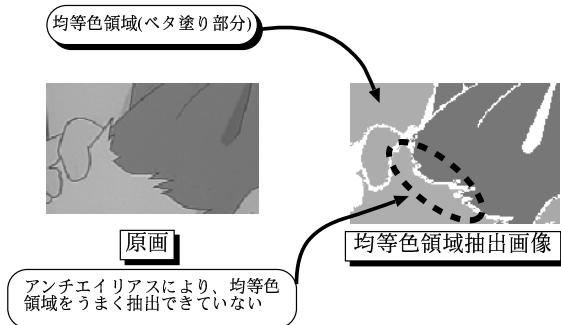 均等色領域(ベタ塗り部分)
原画
均等色領域抽出画像
アンチエイリアスにより、均等色
領域をうまく抽出できていない